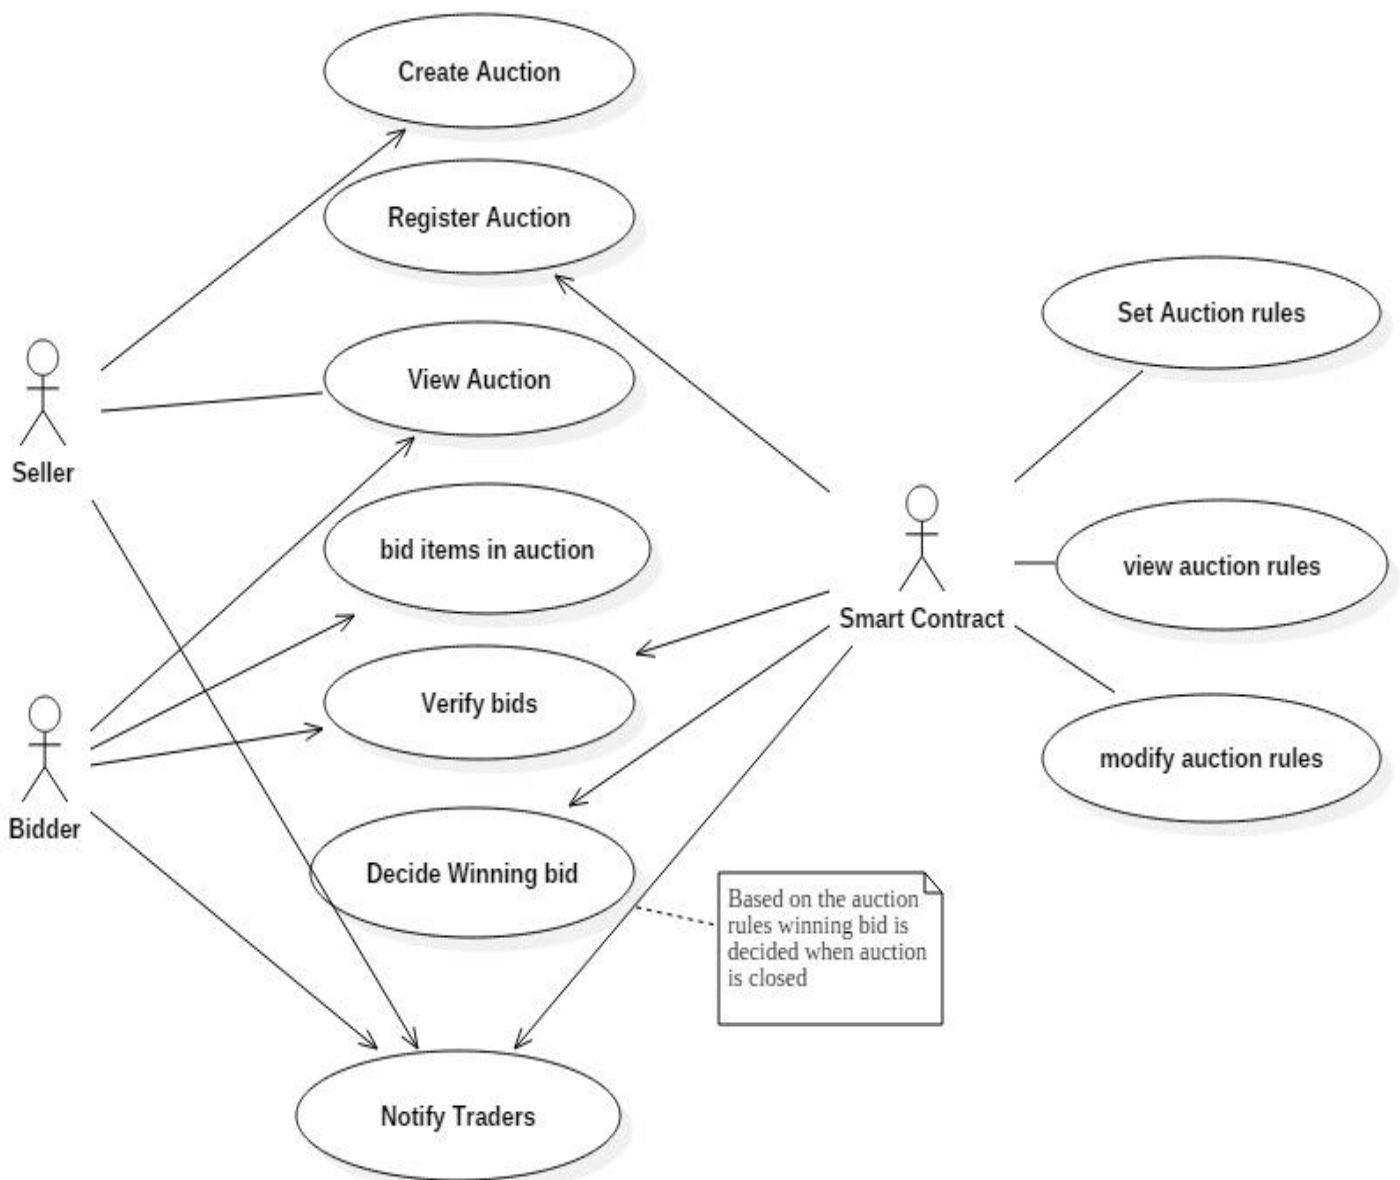 Create Auction
Register Auction
Set Auction rules
View Auction
Seller
bid items in auction
view auction rules
Smart Contract
Verify bids
modify auction rules
Bidder
Decide Winning bid
Based on the auction
rules winning bid is
decided when auction
is closed
Notify Traders